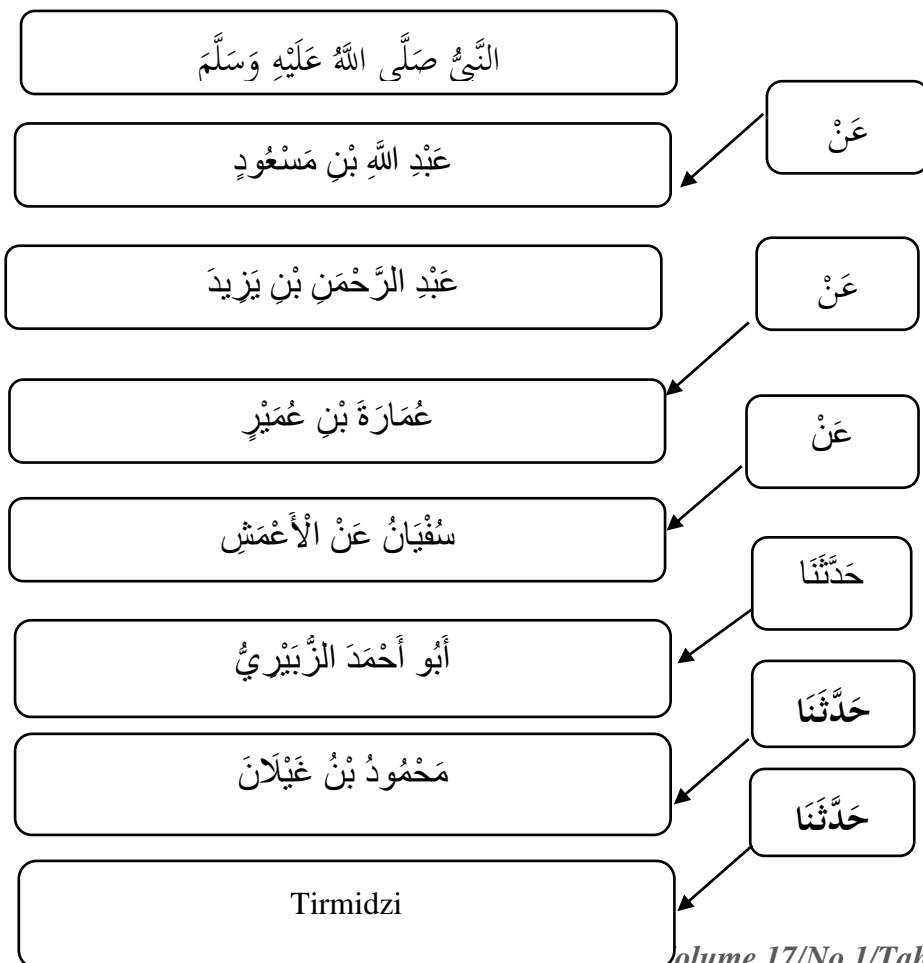 النَّبِيُّ صَلَّى اللَّهُ عَلَيْهِ وَسَلَّمَ
عَنْ
عَبْدِ اللَّهِ بْنِ مَسْعُودٍ
عَنْ
عَبْدِ الرَّحْمَنِ بْنِ يَزِيدَ
عُمَارَةَ بْنِ عُمَيْرٍ
عَنْ
سُفْيَانُ عَنْ الْأَعْمَشِ
حَدَّثَنَا
أَبُو أَحْمَدَ الزُّبَيْرِيُّ
حَدَّثَنَا
مَحْمُودُ بْنُ غَيْلَانَ
حَدَّثَنَا
Tirmidzi
olume 17/No 1/Tah